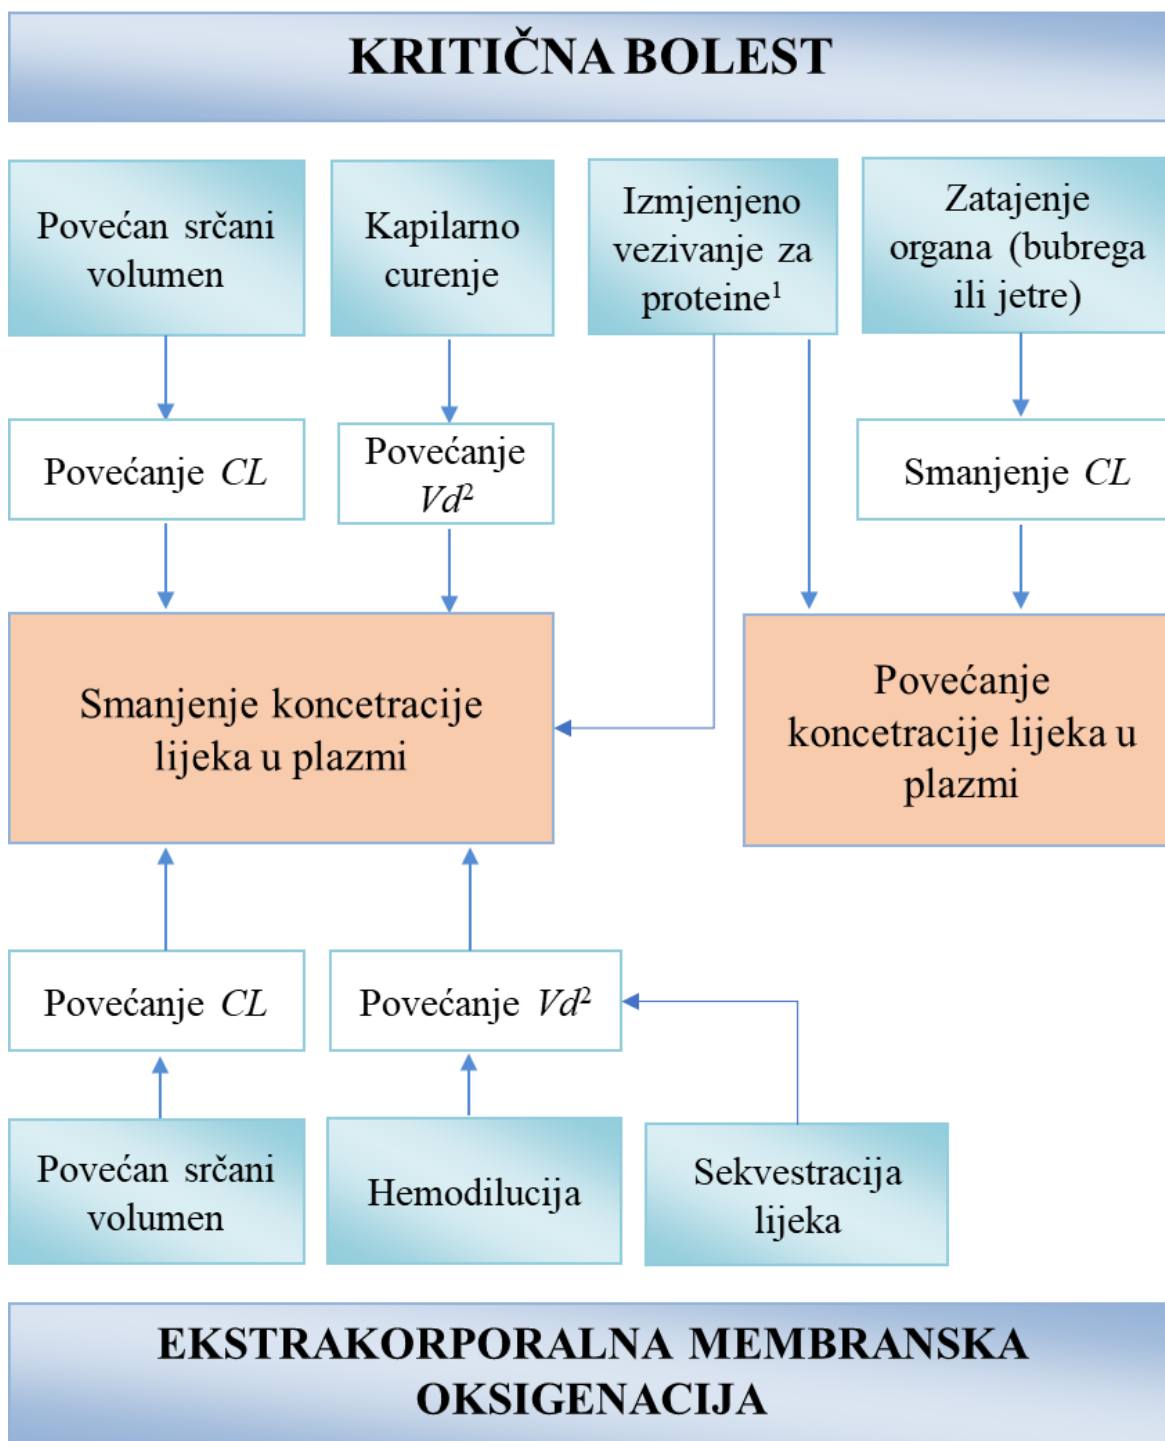 KRITIČNA BOLEST
Povećan srčani
volumen
Kapilarno
curenje
Izmjenjeno
vezivanje za
proteine¹
Zatajenje
organa (bubrega
ili jetre)
Povećanje CL
Povećanje
Vd²
Smanjenje CL
Smanjenje koncetracije
lijeka u plazmi
Povećanje
koncetracije lijeka u
plazmi
Povećanje CL
Povećanje Vd²
Povećan srčani
volumen
Hemodilucija
Sekvestracija
lijeka
EKSTRAKORPORALNA MEMBRANSKA
OKSIGENACIJA